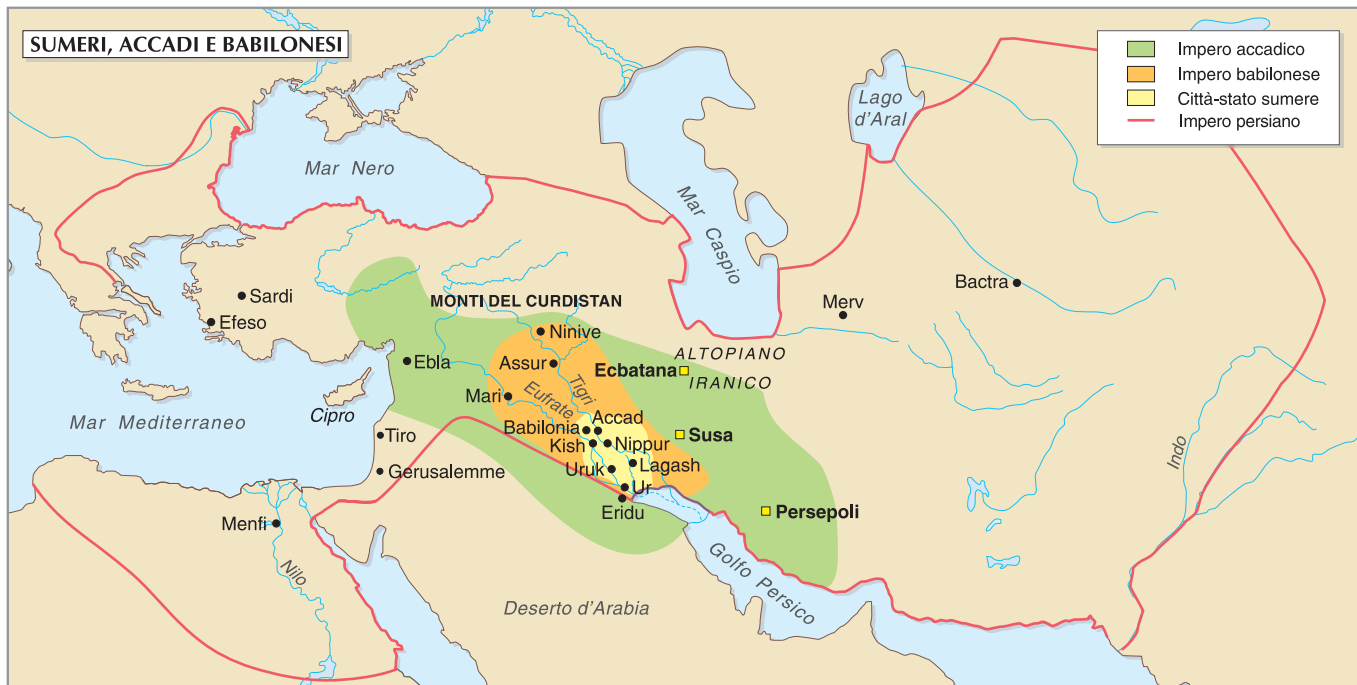 SUMERI, ACCADI E BABILONESI
Impero accadico
Impero babilonese
Città-stato sumere
Impero persiano
Lago
d'Aral
Mar Nero
Mar Caspio
Bactra
Sardi
MONTI DEL CURDISTAN
Merv
Efeso
Ninive
Ebla
Assur
ALTOPIANO
IRANICO
Ecbatana
Tigri
Eufrate
Mari
Mar Mediterraneo
Cipro
Accad
Babilonia
Tiro
Kish
Nippur
Susa
Indo
Gerusalemme
Uruk
Lagash
Ur
Eridu
Persepoli
Menfi
Nilo
Golfo Persico
Deserto d'Arabia